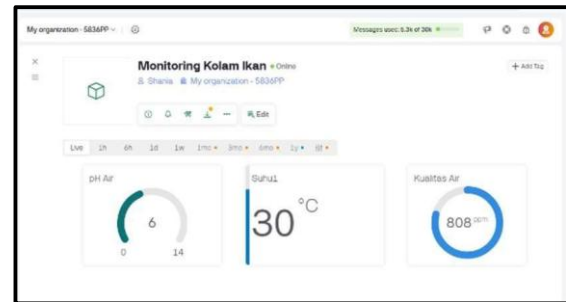 My organization - 5836PP
Messages used: 6.3k of 30k
Monitoring Kolam Ikan
Online
Shania My organization - 5836PP
+ Add Tag
Edit
Live 1h 6h 1d 1w 1mo 3mo 6mo 1y
pH Air
6
0 14
Suhu1
30 °C
Kualitas Air
808 ppm